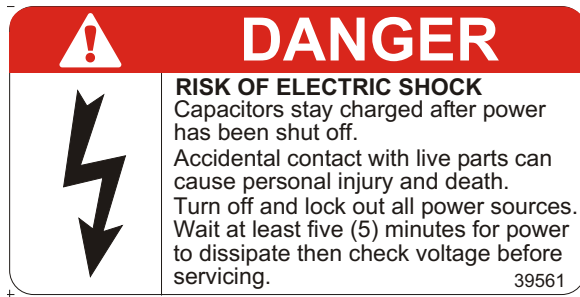 DANGER
RISK OF ELECTRIC SHOCK
Capacitors stay charged after power
has been shut off.
Accidental contact with live parts can
cause personal injury and death.
Turn off and lock out all power sources.
Wait at least five (5) minutes for power
to dissipate then check voltage before
servicing.
39561